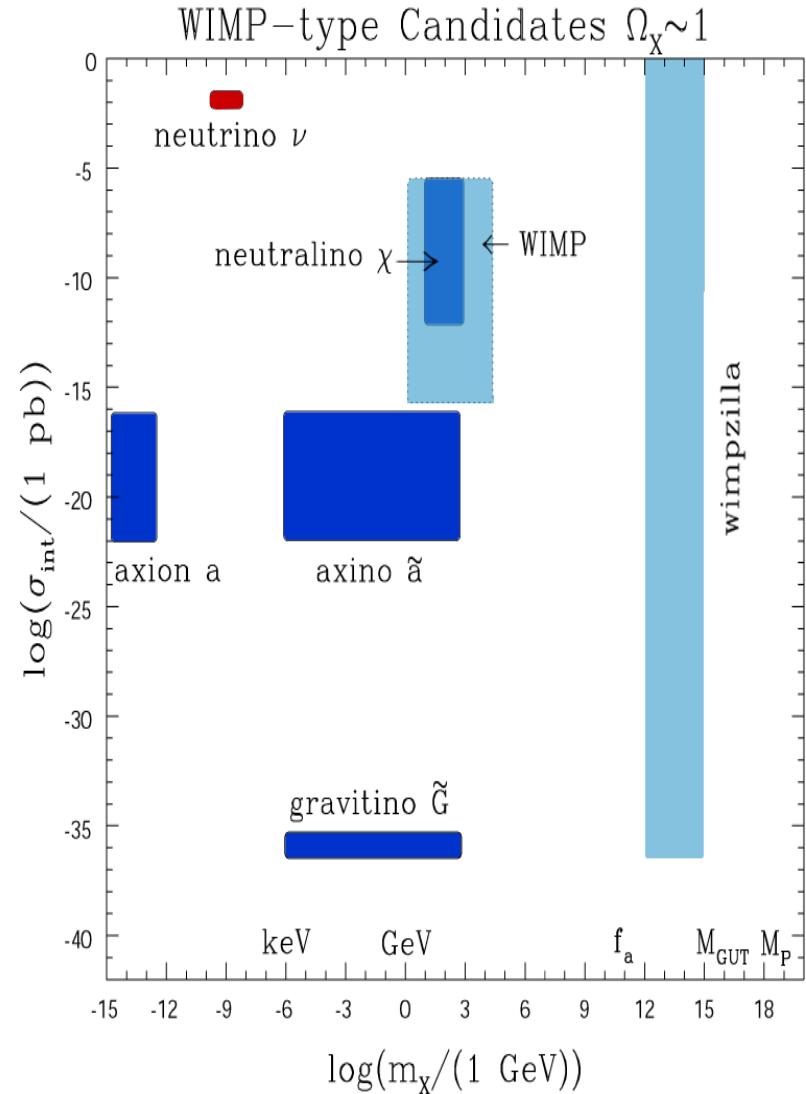 WIMP-type Candidates Ω_X~1
0
neutrino ν
-5
neutralino χ
WIMP
-10
-15
wimpzilla
log(σ_int/(1 pb))
-20
axion a
axino ã
-25
-30
gravitino G̃
-35
-40
keV
GeV
f_a
M_GUT
M_P
-15 -12 -9 -6 -3 0 3 6 9 12 15 18
log(m_X/(1 GeV))